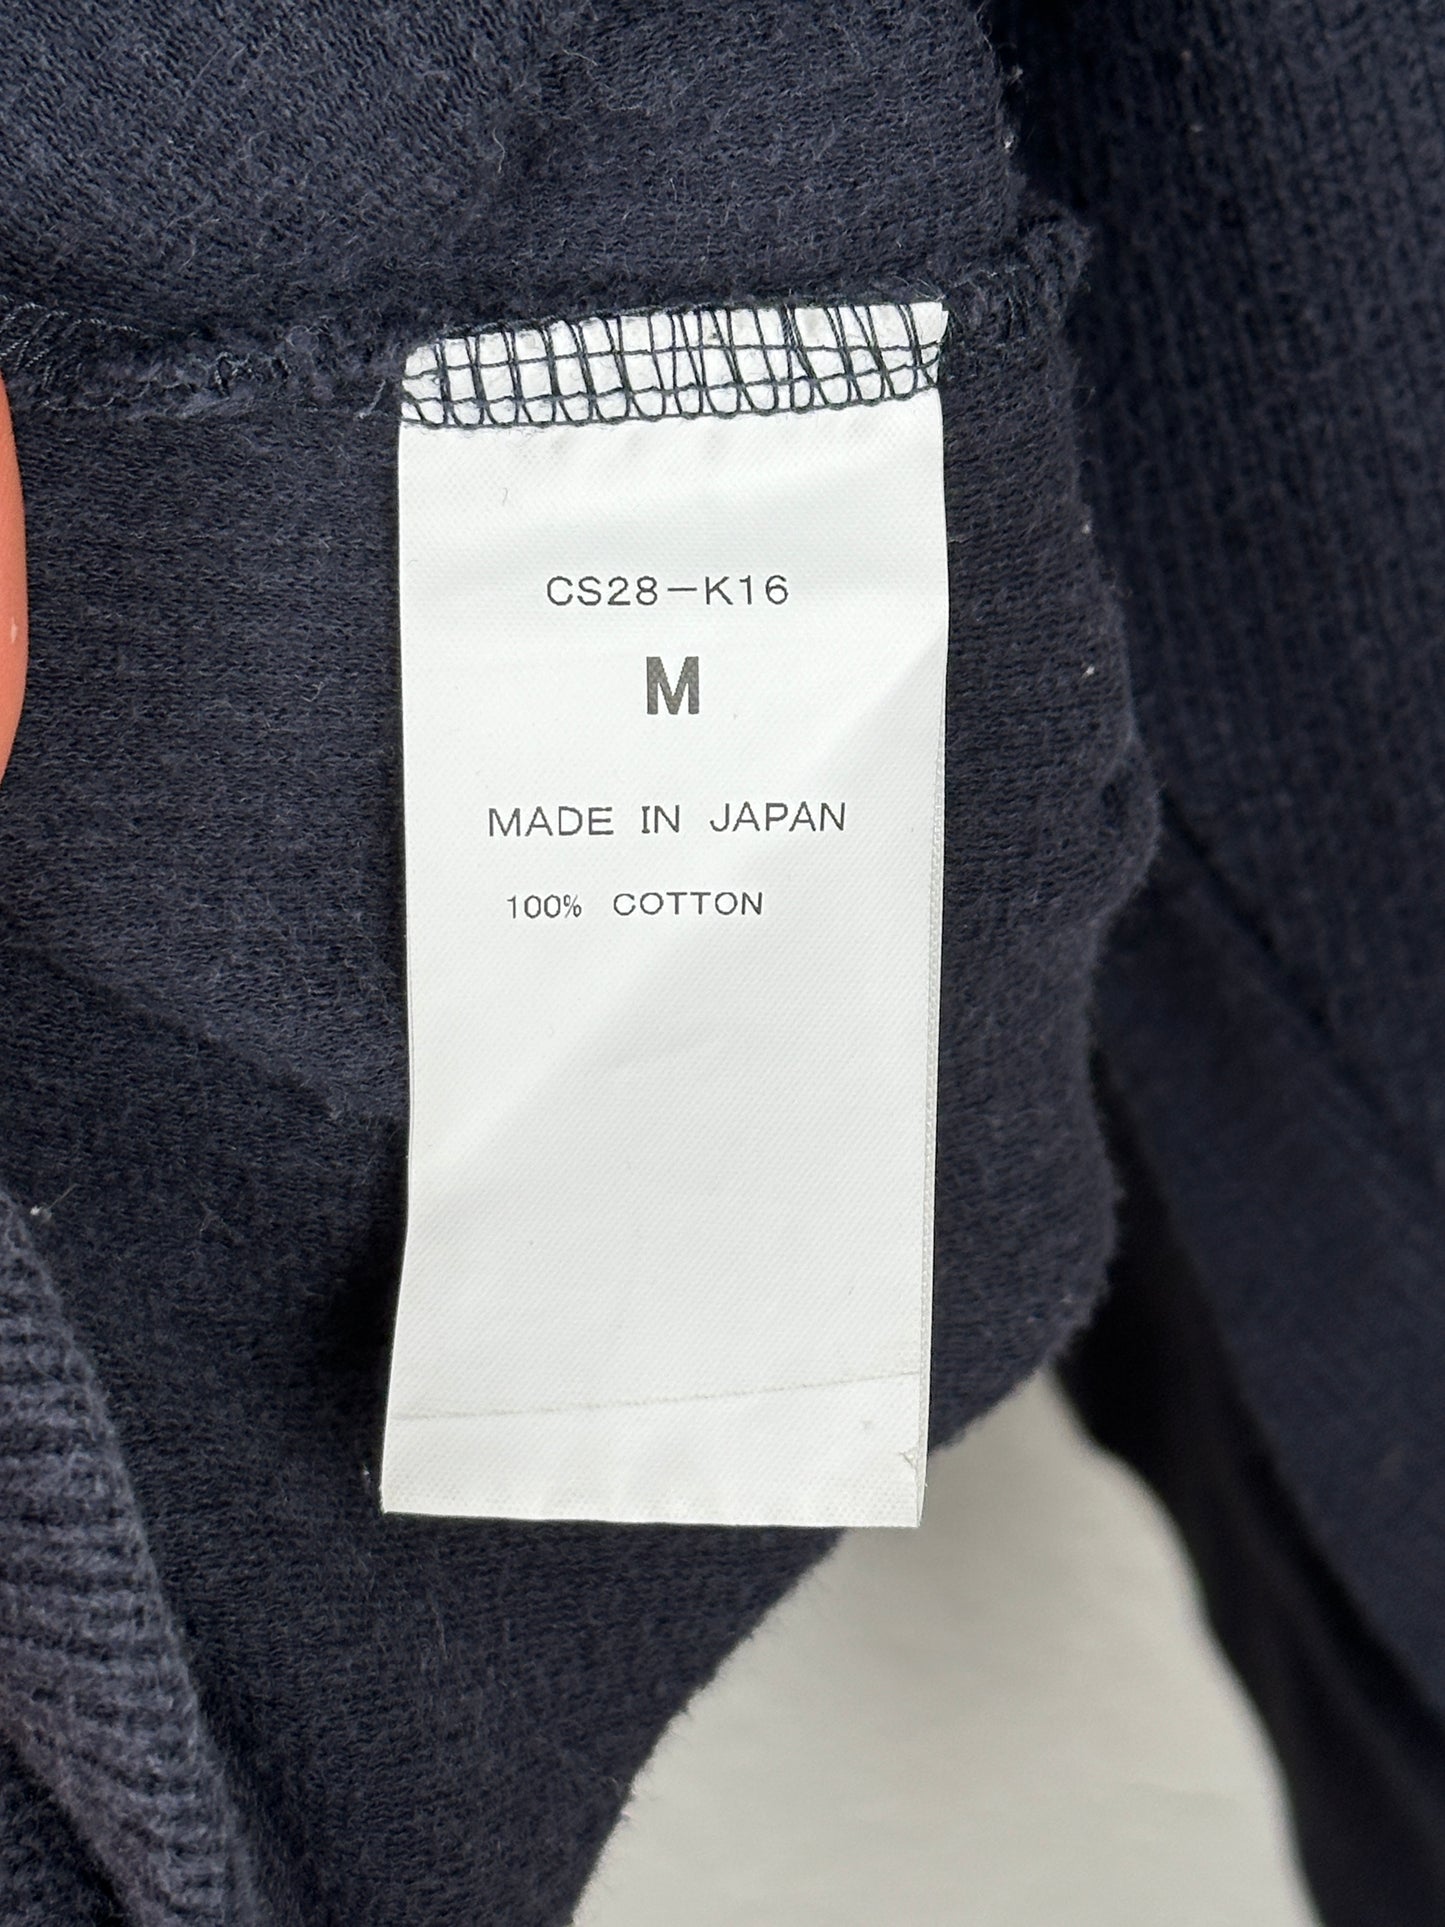 CS28-K16
M
MADE IN JAPAN
100% COTTON